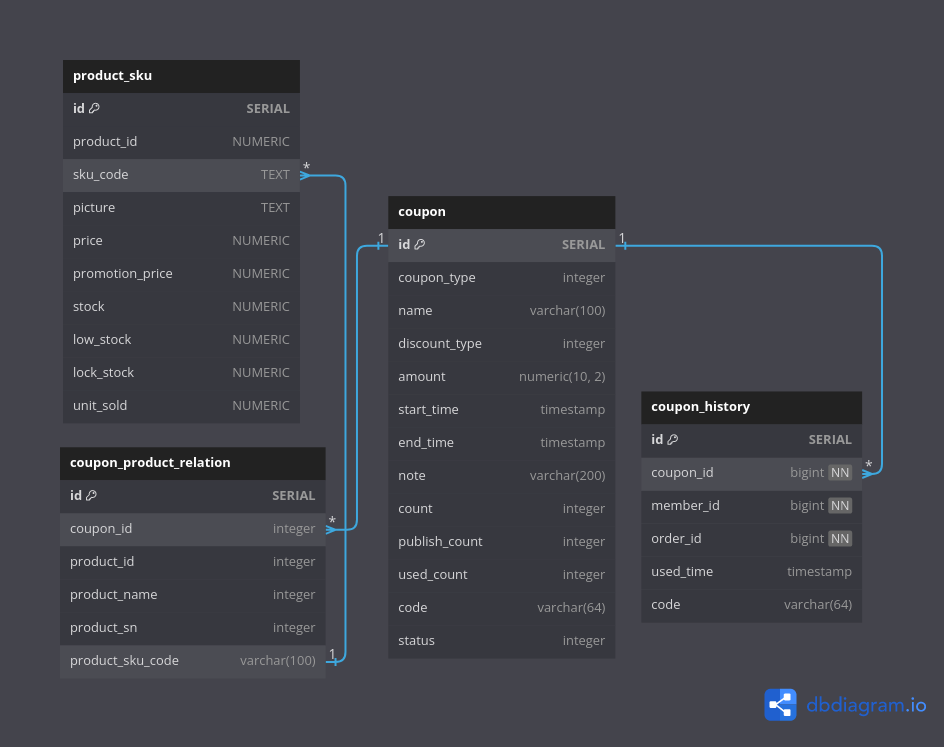 product_sku
id SERIAL
product_id NUMERIC
sku_code TEXT
picture TEXT
price NUMERIC
promotion_price NUMERIC
stock NUMERIC
low_stock NUMERIC
lock_stock NUMERIC
unit_sold NUMERIC
*
coupon_product_relation
id SERIAL
coupon_id integer
product_id integer
product_name integer
product_sn integer
product_sku_code varchar(100)
*
1
coupon
1
id SERIAL
1
coupon_type integer
name varchar(100)
discount_type integer
amount numeric(10, 2)
start_time timestamp
end_time timestamp
note varchar(200)
count integer
publish_count integer
used_count integer
code varchar(64)
status integer
coupon_history
id SERIAL
coupon_id bigint NN
*
member_id bigint NN
order_id bigint NN
used_time timestamp
code varchar(64)
dbdiagram.io